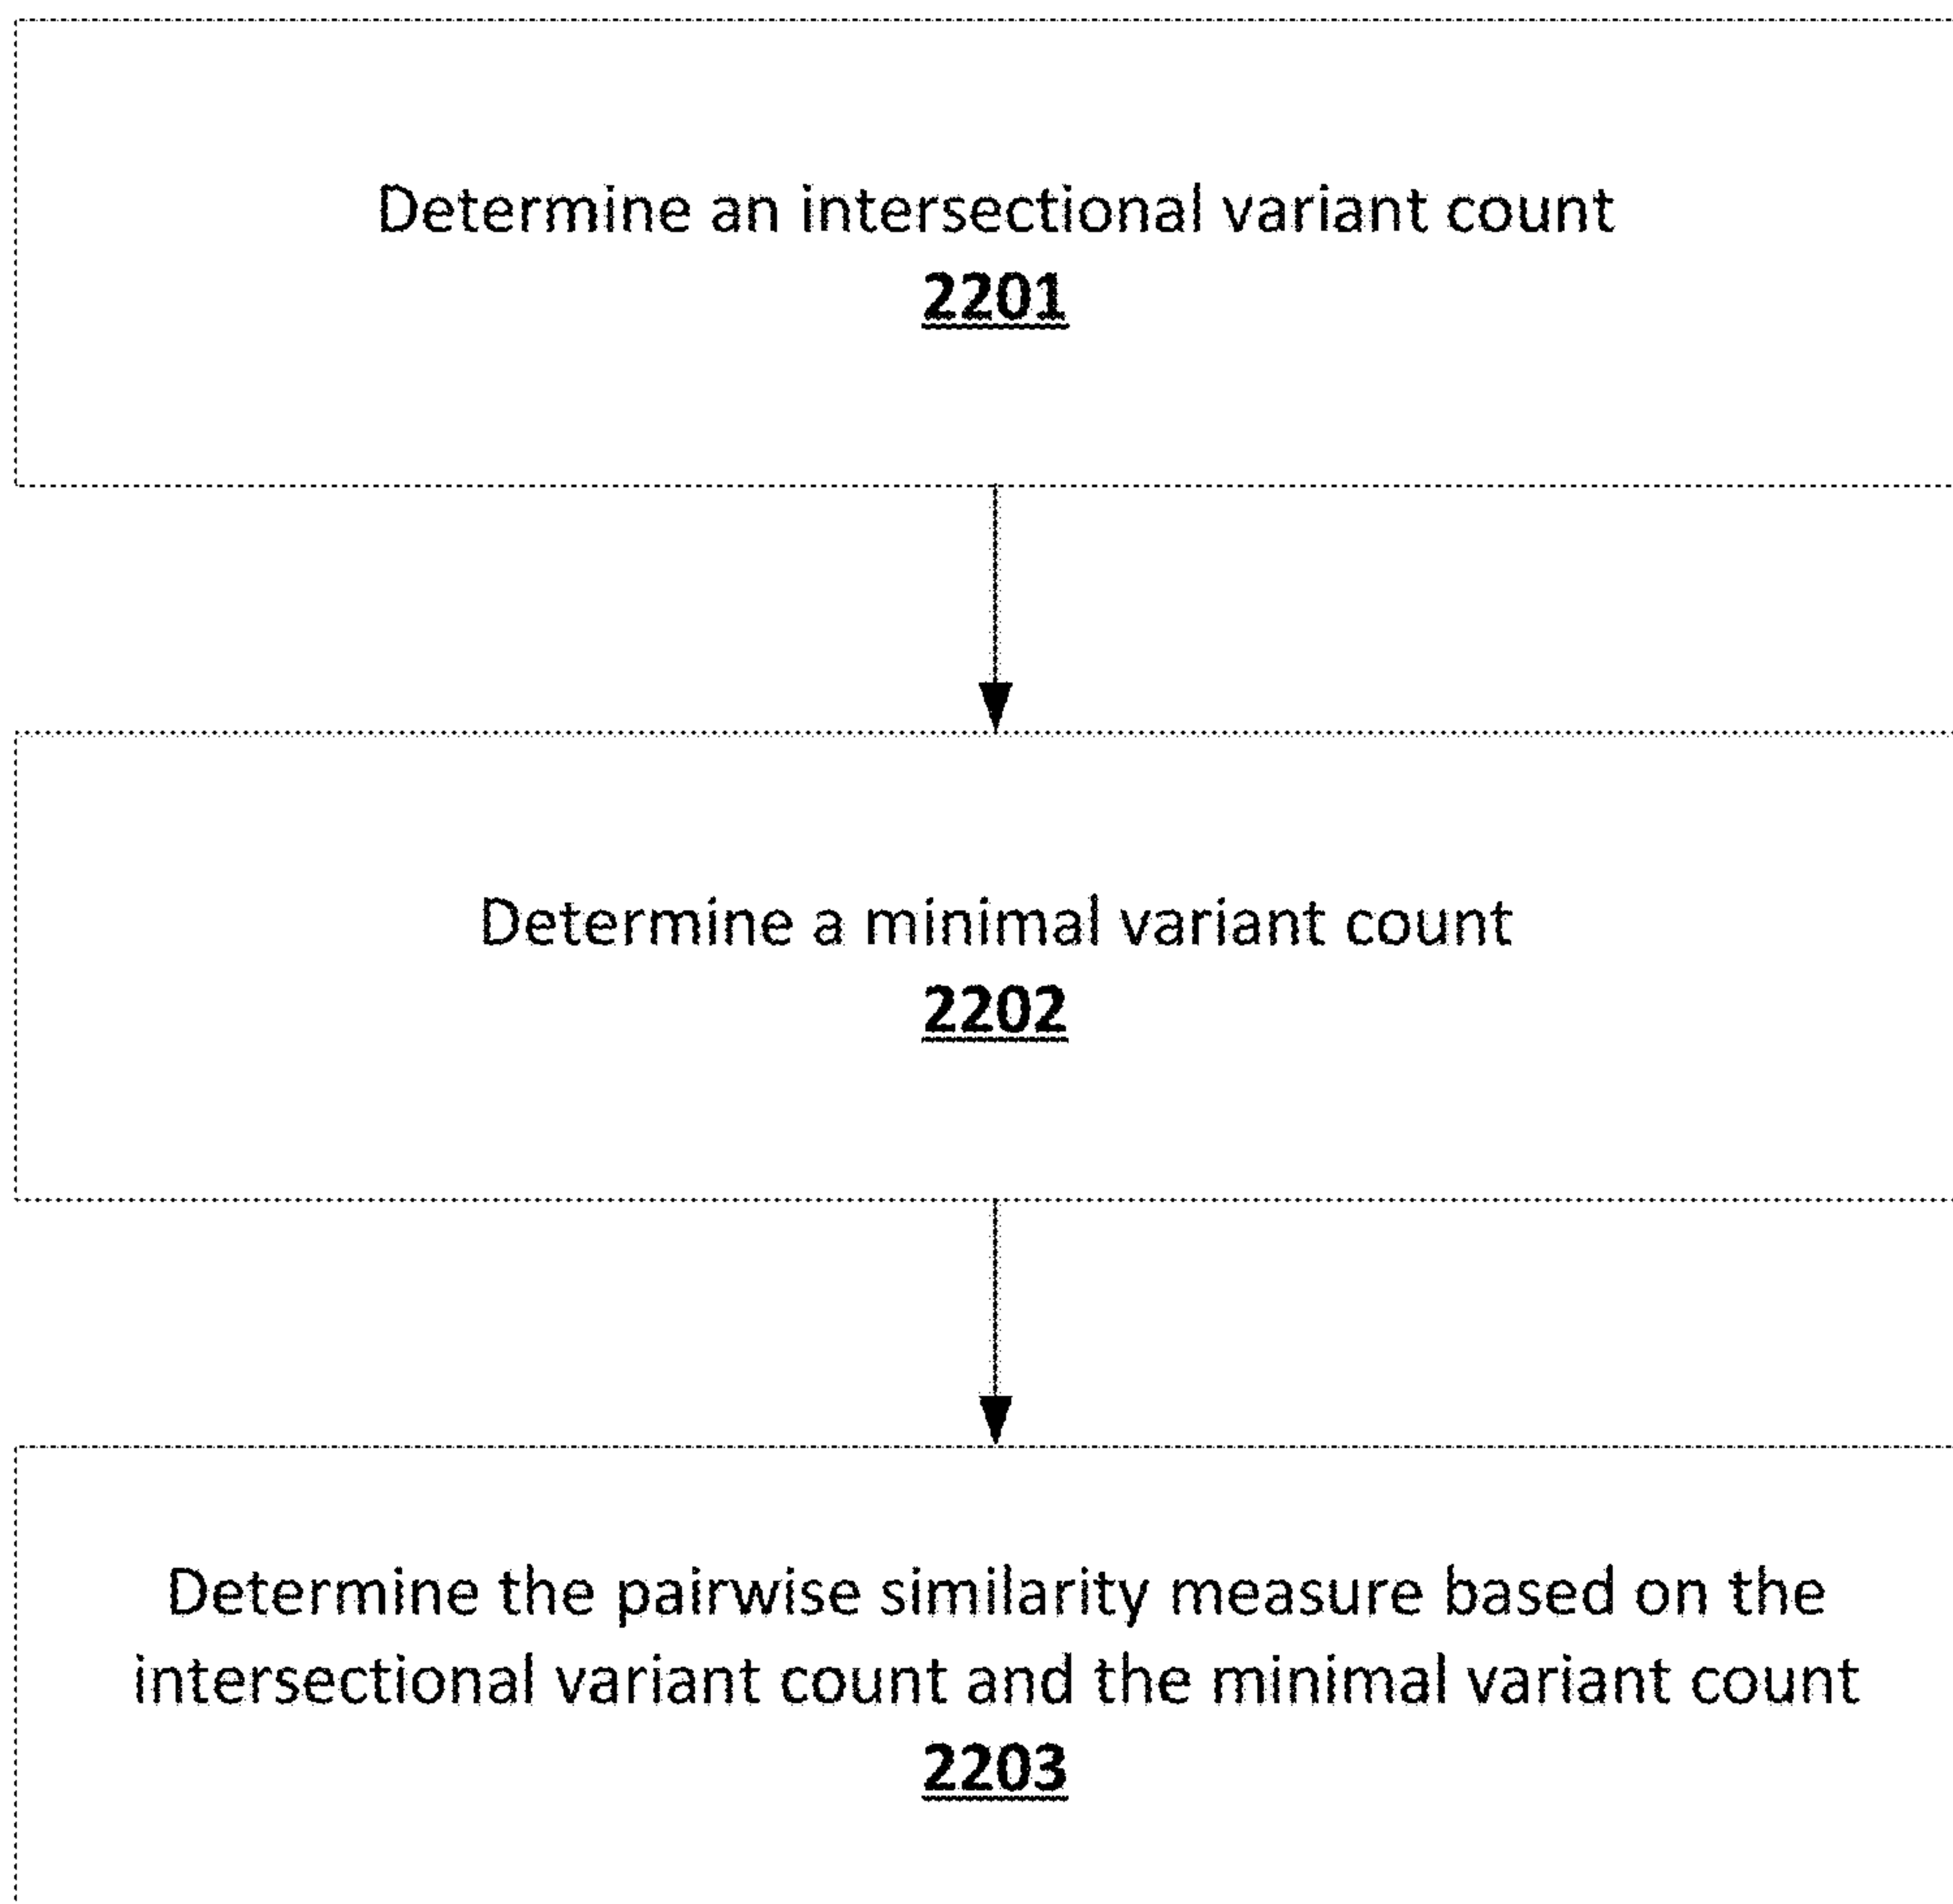 Determine an intersectional variant count
2201
Determine a minimal variant count
2202
Determine the pairwise similarity measure based on the
intersectional variant count and the minimal variant count
2203